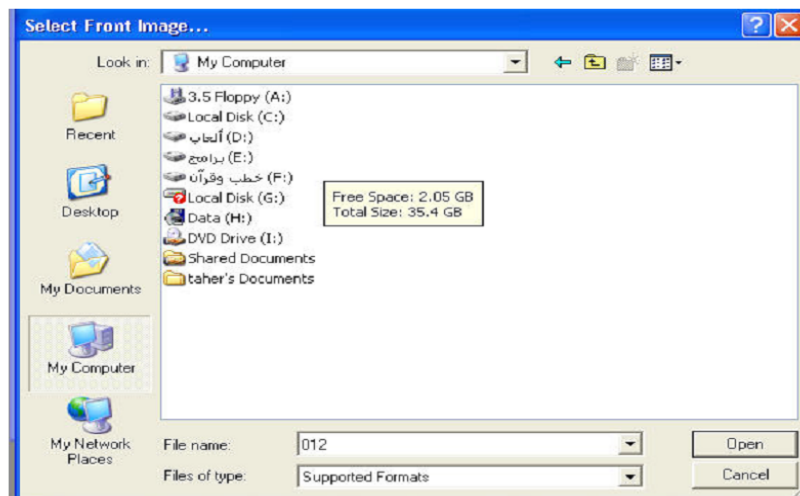 Select Front Image...
Look in: My Computer
Recent
Desktop
My Documents
My Computer
My Network Places
3.5 Floppy (A:)
Local Disk (C:)
ألعاب (D:)
برامج (E:)
خطب وقرآن (F:)
Local Disk (G:)
Data (H:)
DVD Drive (I:)
Shared Documents
taher's Documents
Free Space: 2.05 GB
Total Size: 35.4 GB
File name: 012
Open
Files of type: Supported Formats
Cancel